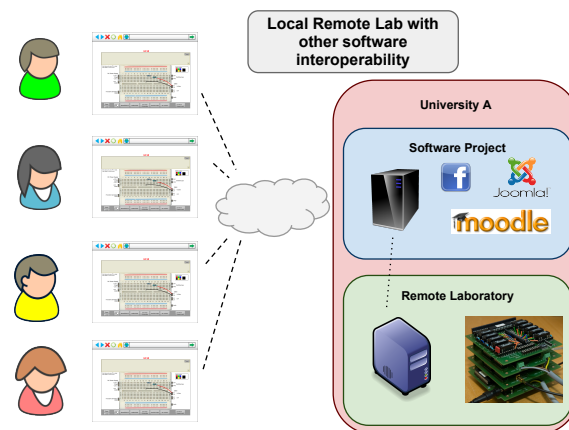 Local Remote Lab with
other software
interoperability
University A
Software Project
f
Joomla!
moodle
Remote Laboratory